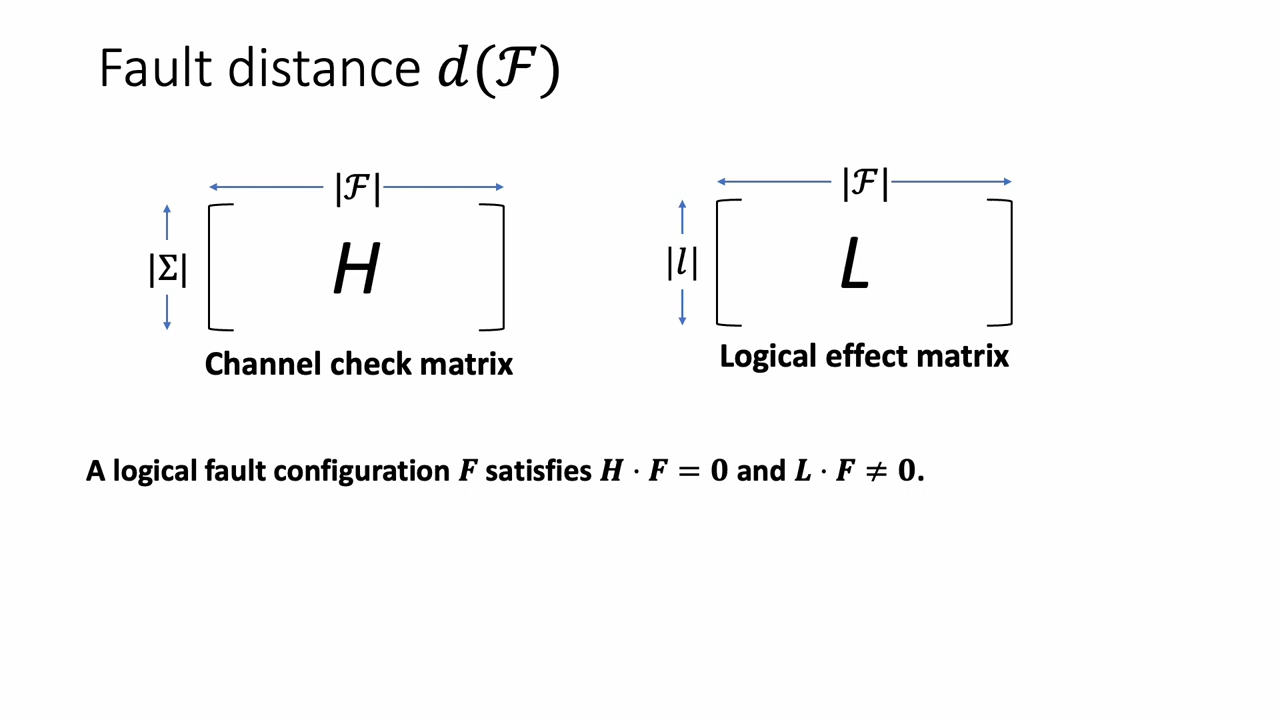 Fault distance 𝑑(ℱ)
|ℱ|
|Σ|
H
Channel check matrix
|ℱ|
|𝑙|
L
Logical effect matrix
A logical fault configuration 𝑭 satisfies 𝑯 · 𝑭 = 𝟎 and 𝑳 · 𝑭 ≠ 𝟎.